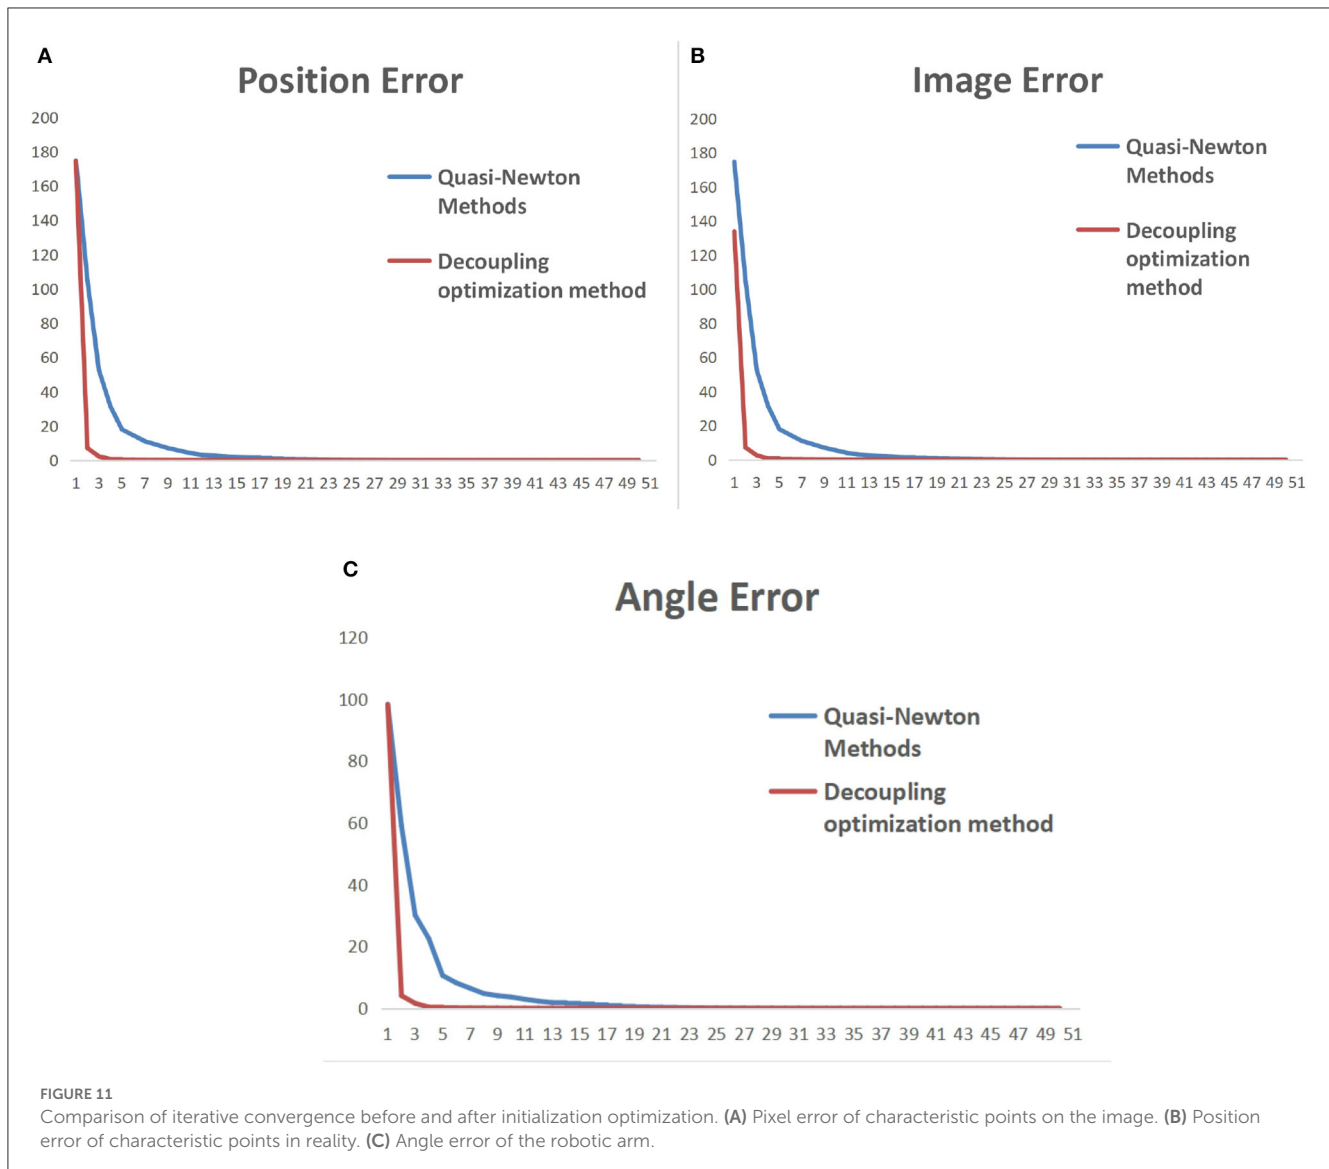 A
Position Error
200
180
160
140
120
100
80
60
40
20
0
1 3 5 7 9 11 13 15 17 19 21 23 25 27 29 31 33 35 37 39 41 43 45 47 49 51
Quasi-Newton
Methods
Decoupling
optimization method
B
Image Error
200
180
160
140
120
100
80
60
40
20
0
1 3 5 7 9 11 13 15 17 19 21 23 25 27 29 31 33 35 37 39 41 43 45 47 49 51
Quasi-Newton
Methods
Decoupling
optimization
method
C
Angle Error
120
100
80
60
40
20
0
1 3 5 7 9 11 13 15 17 19 21 23 25 27 29 31 33 35 37 39 41 43 45 47 49 51
Quasi-Newton
Methods
Decoupling
optimization method
FIGURE 11
Comparison of iterative convergence before and after initialization optimization. (A) Pixel error of characteristic points on the image. (B) Position
error of characteristic points in reality. (C) Angle error of the robotic arm.